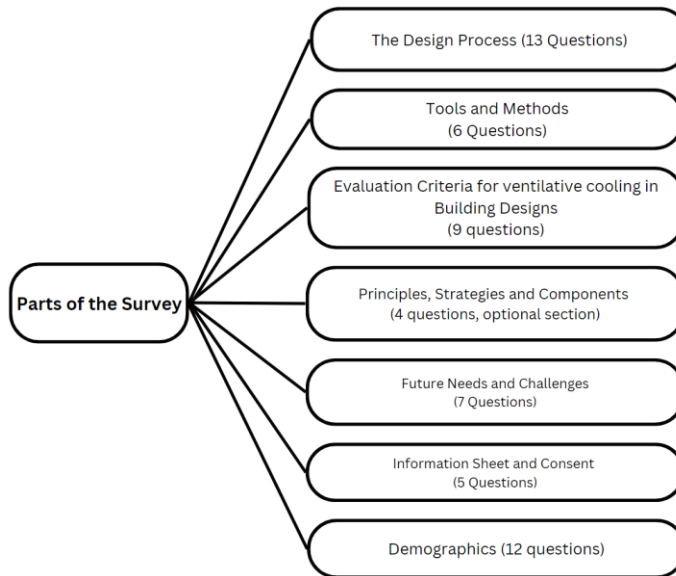 The Design Process (13 Questions)
Tools and Methods
(6 Questions)
Evaluation Criteria for ventilative cooling in
Building Designs
(9 questions)
Parts of the Survey
Principles, Strategies and Components
(4 questions, optional section)
Future Needs and Challenges
(7 Questions)
Information Sheet and Consent
(5 Questions)
Demographics (12 questions)